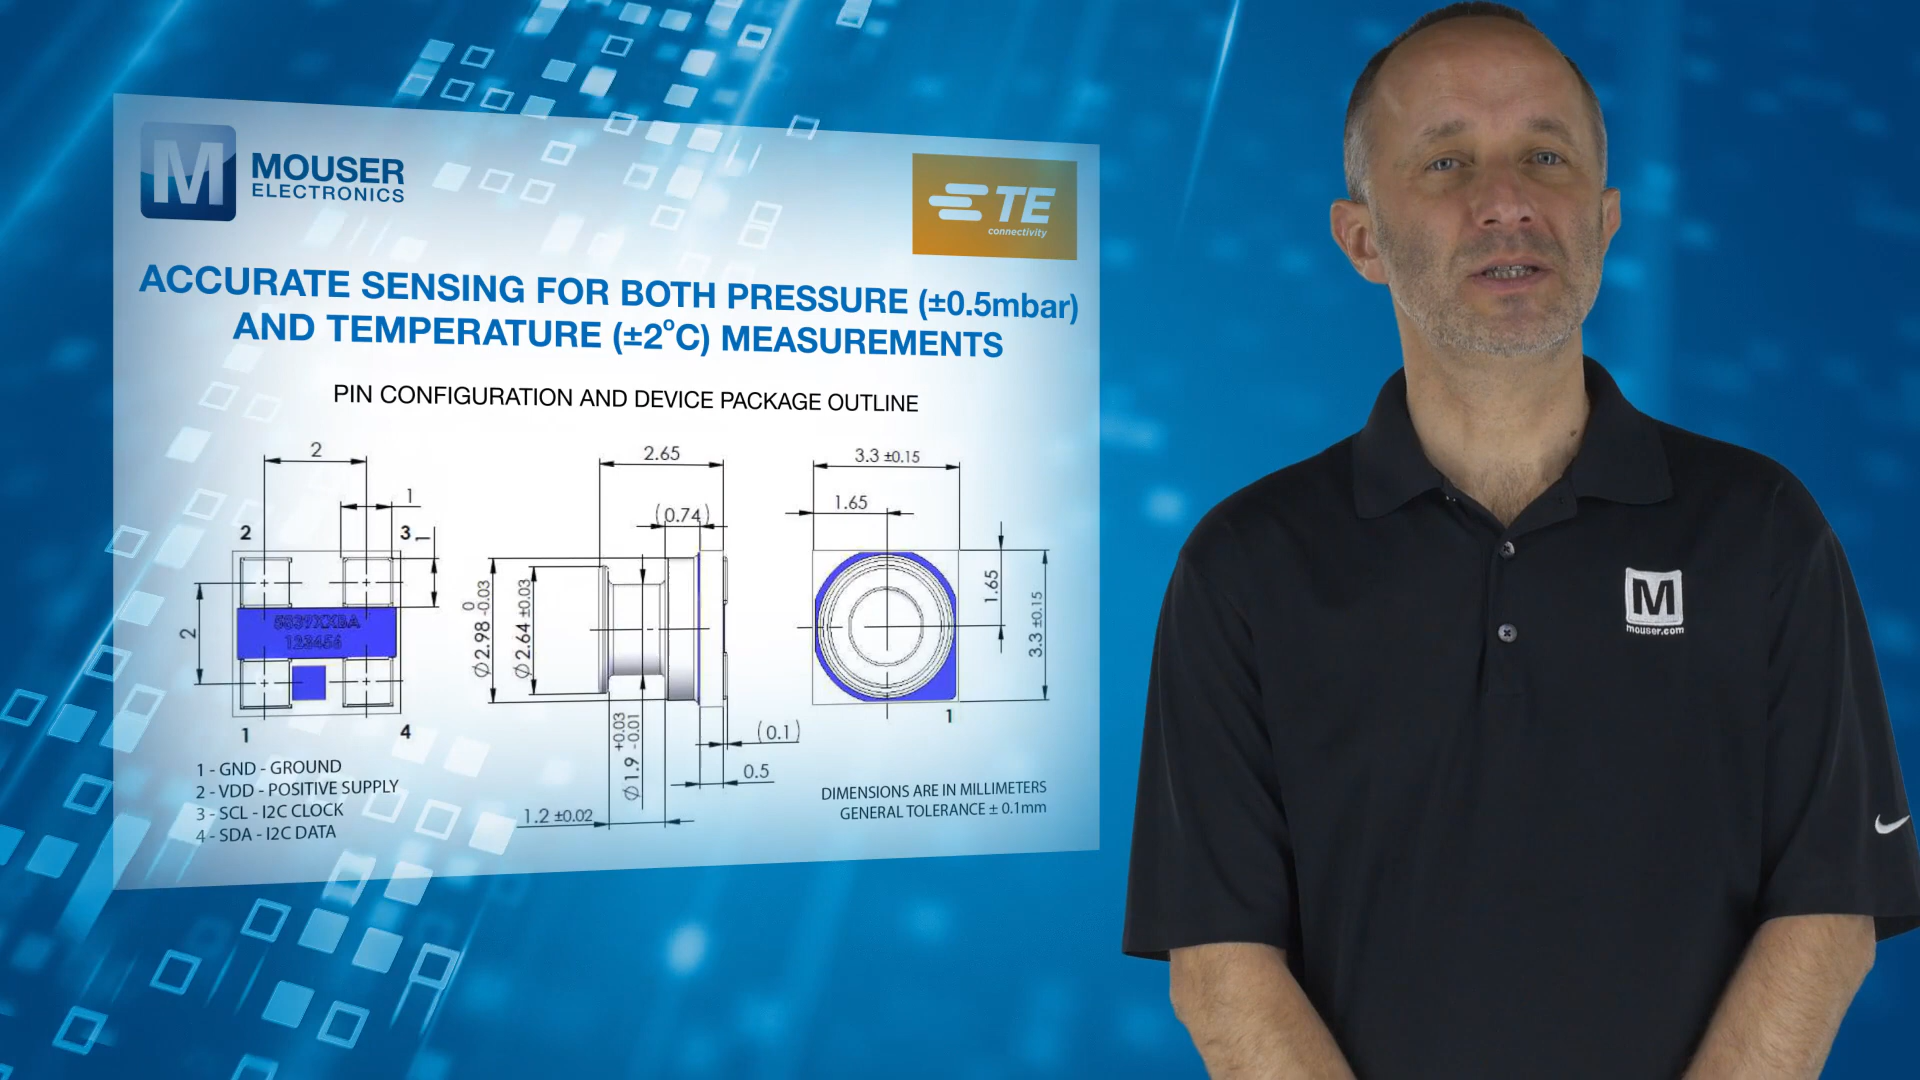 M MOUSER
ELECTRONICS
TE
connectivity
ACCURATE SENSING FOR BOTH PRESSURE (±0.5mbar)
AND TEMPERATURE (±2°C) MEASUREMENTS
PIN CONFIGURATION AND DEVICE PACKAGE OUTLINE
2
1
2
3
1
2
5839XXBA
123456
1
4
2.65
(0.74)
Ø2.98 0 -0.03
Ø2.64 ±0.03
Ø1.9 +0.03 -0.01
(0.1)
0.5
1.2 ±0.02
3.3 ±0.15
1.65
1.65
3.3 ±0.15
1
1 - GND - GROUND
2 - VDD - POSITIVE SUPPLY
3 - SCL - I2C CLOCK
4 - SDA - I2C DATA
DIMENSIONS ARE IN MILLIMETERS
GENERAL TOLERANCE ± 0.1mm
M
mouser.com